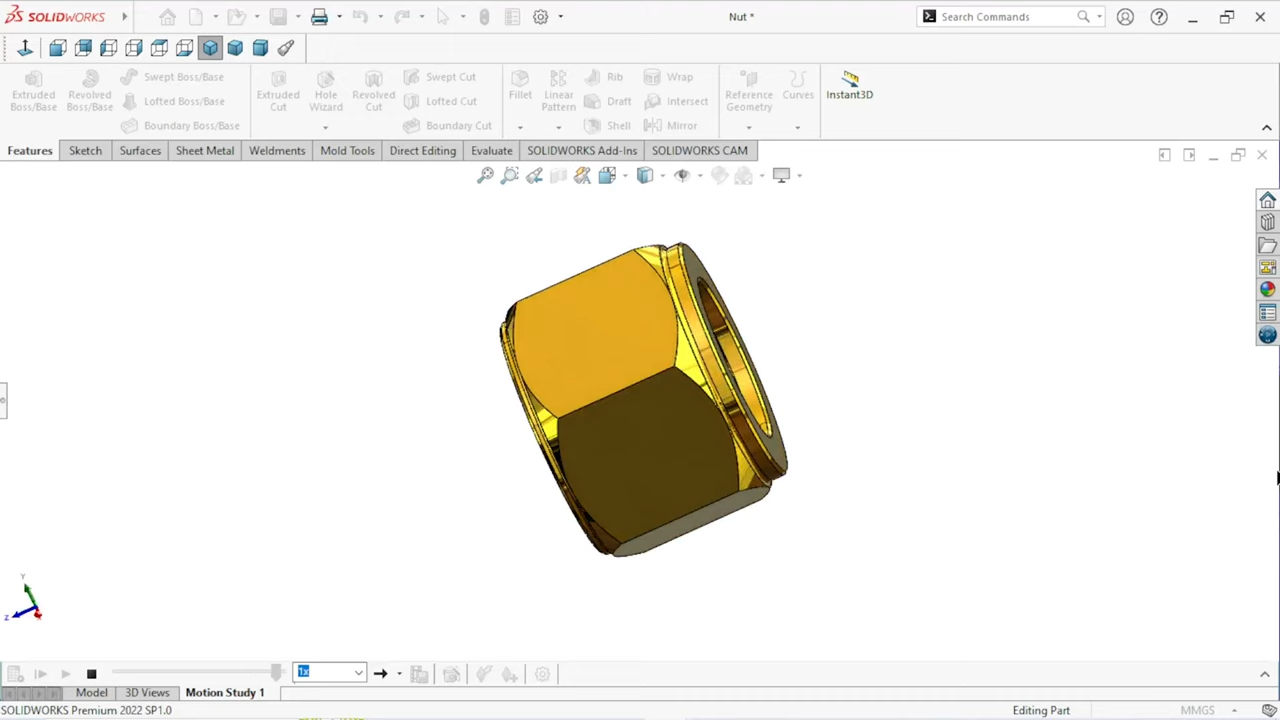 SOLIDWORKS
Nut *
Search Commands
Extruded Boss/Base
Revolved Boss/Base
Swept Boss/Base
Lofted Boss/Base
Boundary Boss/Base
Extruded Cut
Hole Wizard
Revolved Cut
Swept Cut
Lofted Cut
Boundary Cut
Fillet
Linear Pattern
Rib
Draft
Shell
Wrap
Intersect
Mirror
Reference Geometry
Curves
Instant3D
Features
Sketch
Surfaces
Sheet Metal
Weldments
Mold Tools
Direct Editing
Evaluate
SOLIDWORKS Add-Ins
SOLIDWORKS CAM
Y
Z
1x
Model
3D Views
Motion Study 1
SOLIDWORKS Premium 2022 SP1.0
Editing Part
MMGS